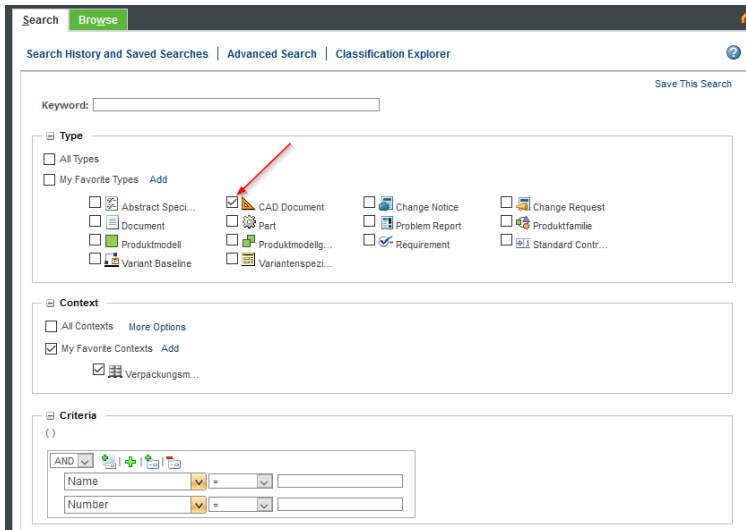 Search Browse
Search History and Saved Searches | Advanced Search | Classification Explorer
Save This Search
Keyword:
Type
All Types
My Favorite Types Add
Abstract Speci... CAD Document Change Notice Change Request
Document Part Problem Report Produktfamilie
Produktmodell Produktmodellg... Requirement Standard Contr...
Variant Baseline Variantenspezi...
Context
All Contexts More Options
My Favorite Contexts Add
Verpackungsm...
Criteria
( )
AND
Name =
Number =